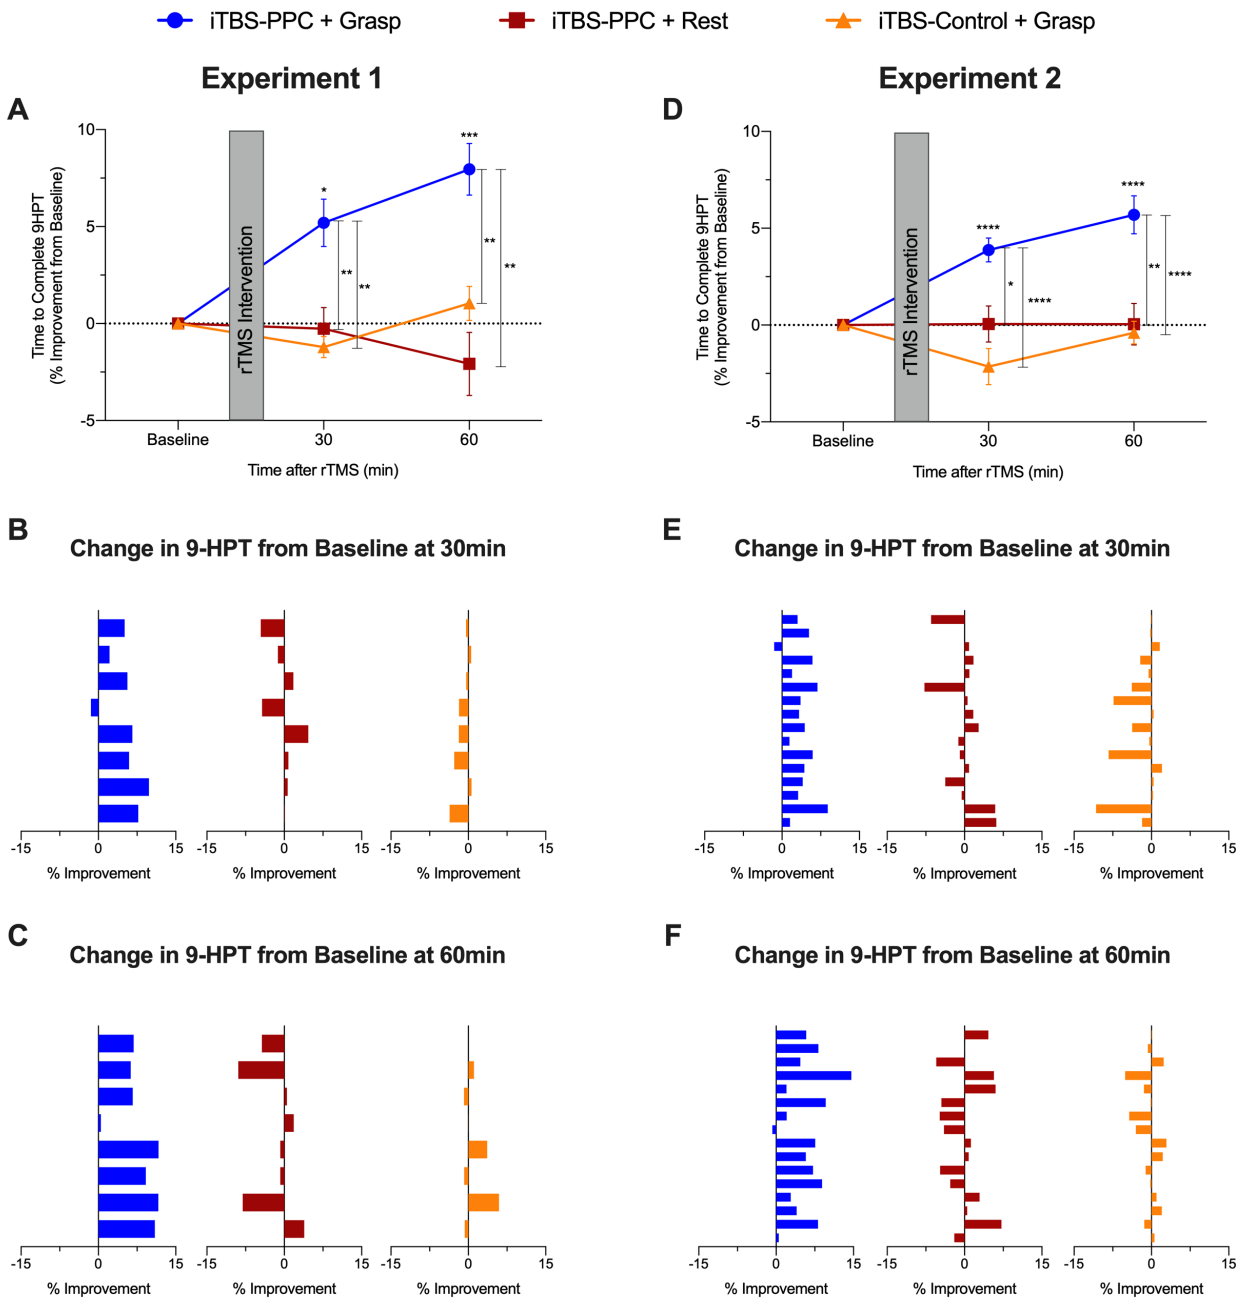 iTBS-PPC + Grasp iTBS-PPC + Rest iTBS-Control + Grasp
Experiment 1
A
Time to Complete 9HPT
(% Improvement from Baseline)
10
5
0
-5
rTMS Intervention
*
***
**
**
**
**
Baseline 30 60
Time after rTMS (min)
Experiment 2
D
Time to Complete 9HPT
(% Improvement from Baseline)
10
5
0
-5
rTMS Intervention
****
****
*
****
**
****
Baseline 30 60
Time after rTMS (min)
B
Change in 9-HPT from Baseline at 30min
-15 0 15 -15 0 15 -15 0 15
% Improvement % Improvement % Improvement
E
Change in 9-HPT from Baseline at 30min
-15 0 15 -15 0 15 -15 0 15
% Improvement % Improvement % Improvement
C
Change in 9-HPT from Baseline at 60min
-15 0 15 -15 0 15 -15 0 15
% Improvement % Improvement % Improvement
F
Change in 9-HPT from Baseline at 60min
-15 0 15 -15 0 15 -15 0 15
% Improvement % Improvement % Improvement